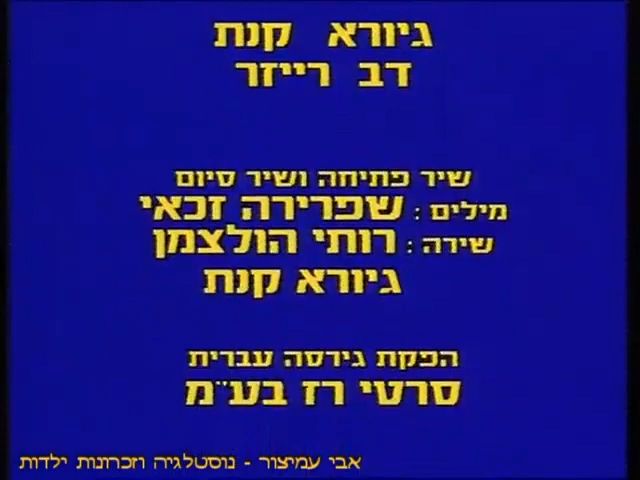 גיורא קנת
דב רייזר
שיר פתיחה ושיר סיום
מילים : שפרירה זכאי
שירה : רותי הולצמן
גיורא קנת
הפקת גירסה עברית
סרטי רז בע"מ
אבי עמיצור - נוסטלגיה וזכרונות ילדות